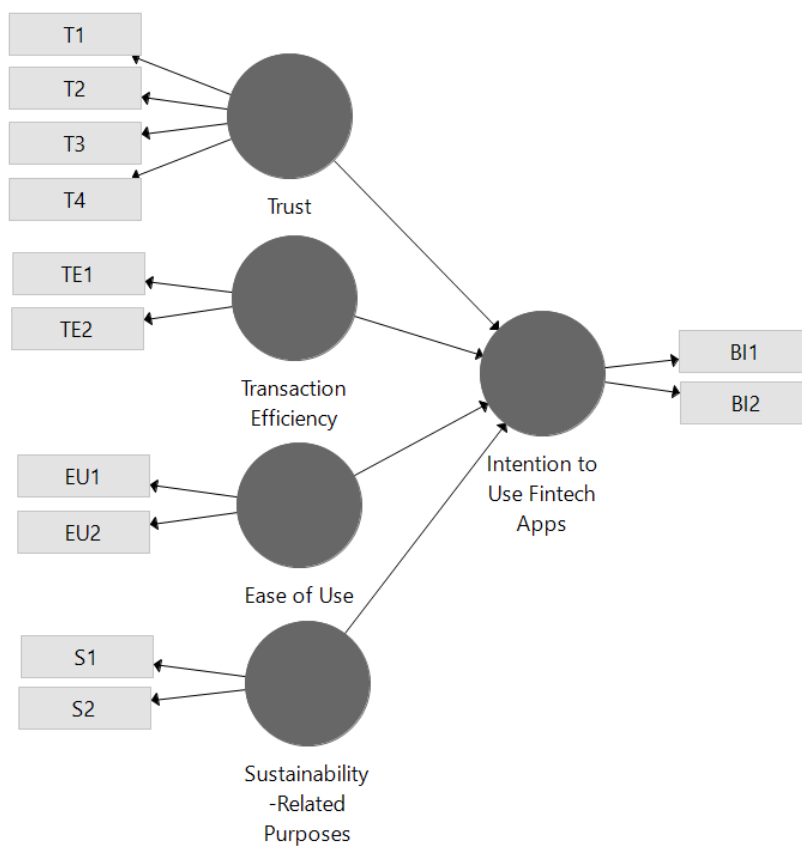 T1
T2
T3
T4
Trust
TE1
TE2
Transaction
Efficiency
EU1
EU2
Ease of Use
S1
S2
Sustainability
-Related
Purposes
Intention to
Use Fintech
Apps
BI1
BI2